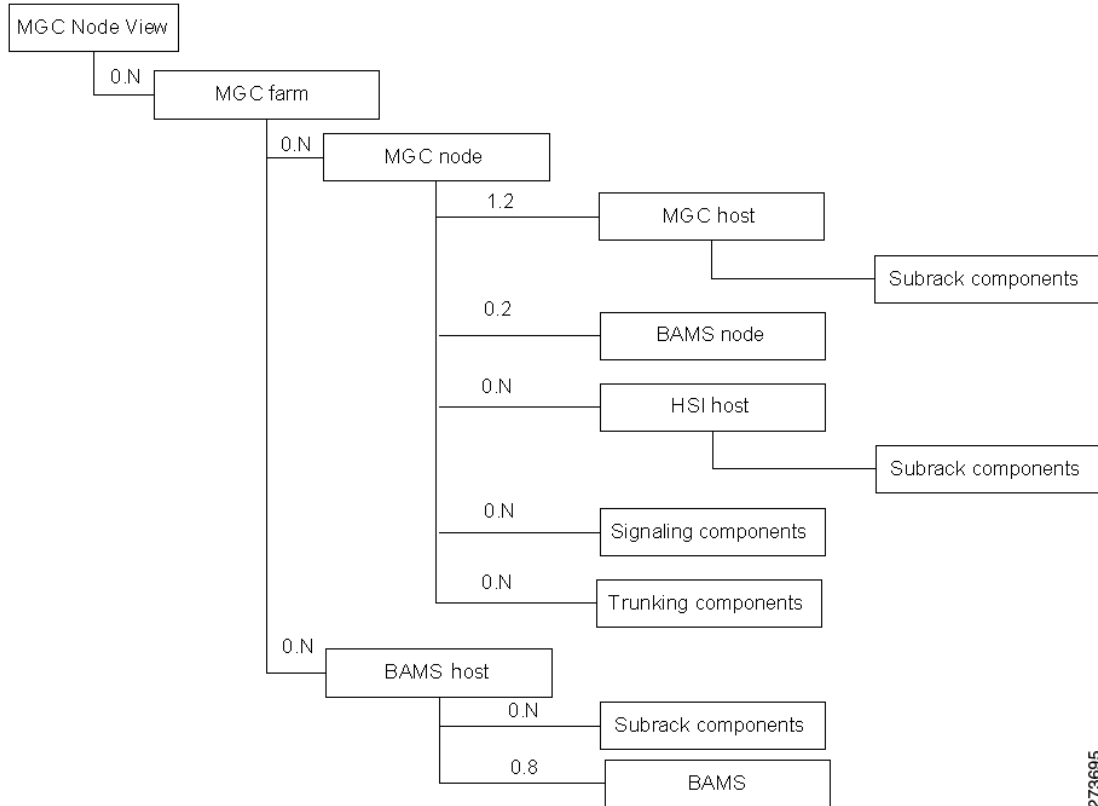 MGC Node View
0.N
MGC farm
0.N
MGC node
1.2
MGC host
Subrack components
0.2
BAMS node
0.N
HSI host
Subrack components
0.N
Signaling components
0.N
Trunking components
0.N
BAMS host
0.N
Subrack components
0.8
BAMS
273695